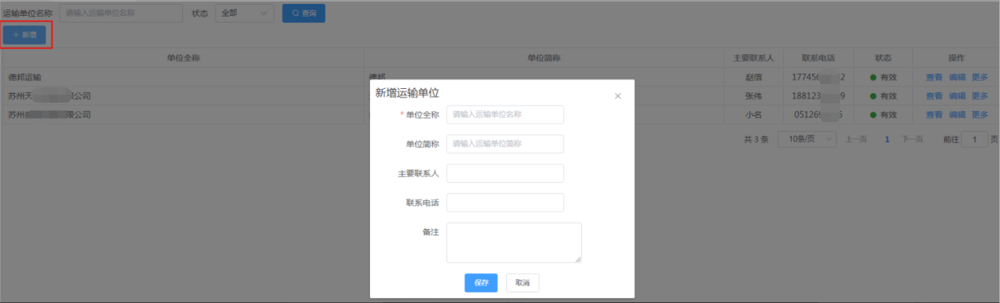 运输单位名称 请输入运输单位名称 状态 全部 查询
+ 新增
单位全称 单位简称 主要联系人 联系电话 状态 操作
德邦运输 德邦 赵信 17745 2 有效 查看 编辑 更多
苏州天 限公司 张伟 188123 9 有效 查看 编辑 更多
苏州 限公司 小名 05126 5 有效 查看 编辑 更多
共 3 条 10条/页 上一页 1 下一页 前往 1 页
新增运输单位
* 单位全称 请输入运输单位名称
单位简称 请输入运输单位简称
主要联系人
联系电话
备注
保存 取消